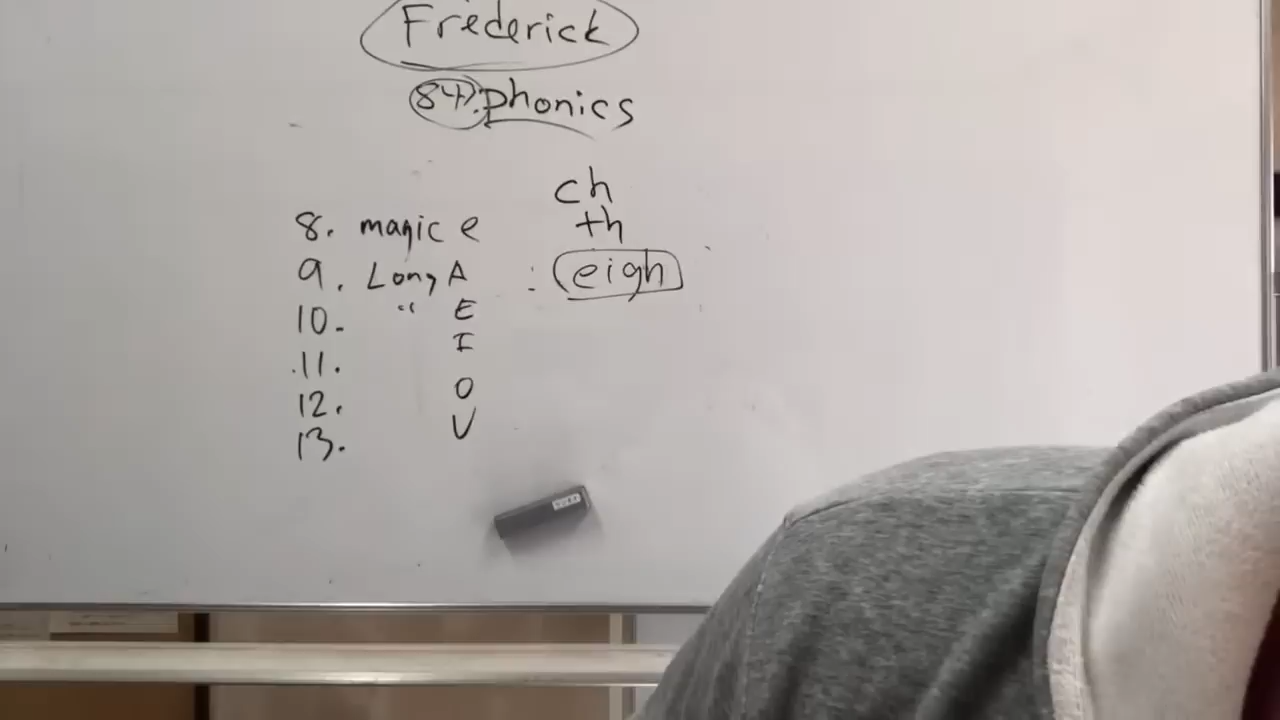 Frederick
84). phonics
ch
8. magic e th
9. Long A : eigh
10. " E
11. I
12. O
13. U